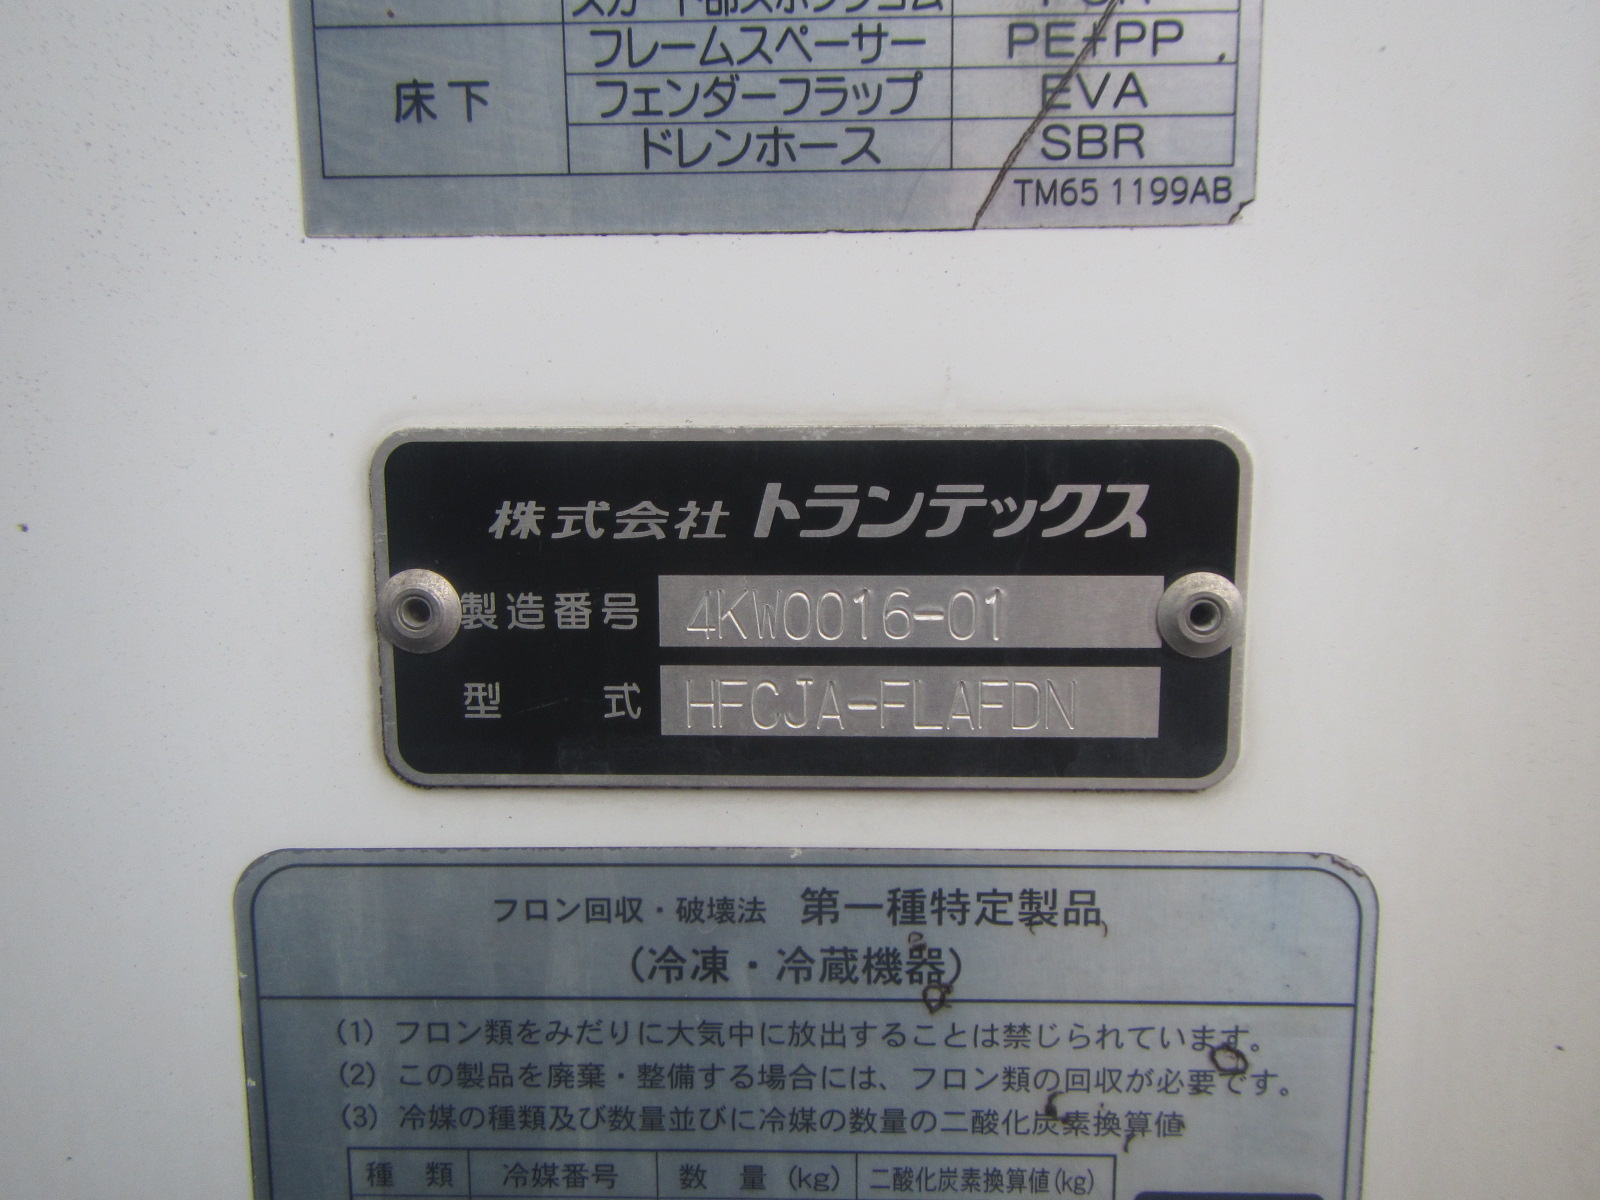 フレームスペーサー PE+PP
床下 フェンダーフラップ EVA
ドレンホース SBR
TM65 1199AB
株式会社 トランテックス
製造番号 4KW0016-01
型 式 HFCJA-FLAFDN
フロン回収・破壊法 第一種特定製品
(冷凍・冷蔵機器)
(1) フロン類をみだりに大気中に放出することは禁じられています。
(2) この製品を廃棄・整備する場合には、フロン類の回収が必要です。
(3) 冷媒の種類及び数量並びに冷媒の数量の二酸化炭素換算値
種 類 冷媒番号 数 量 (kg) 二酸化炭素換算値(kg)